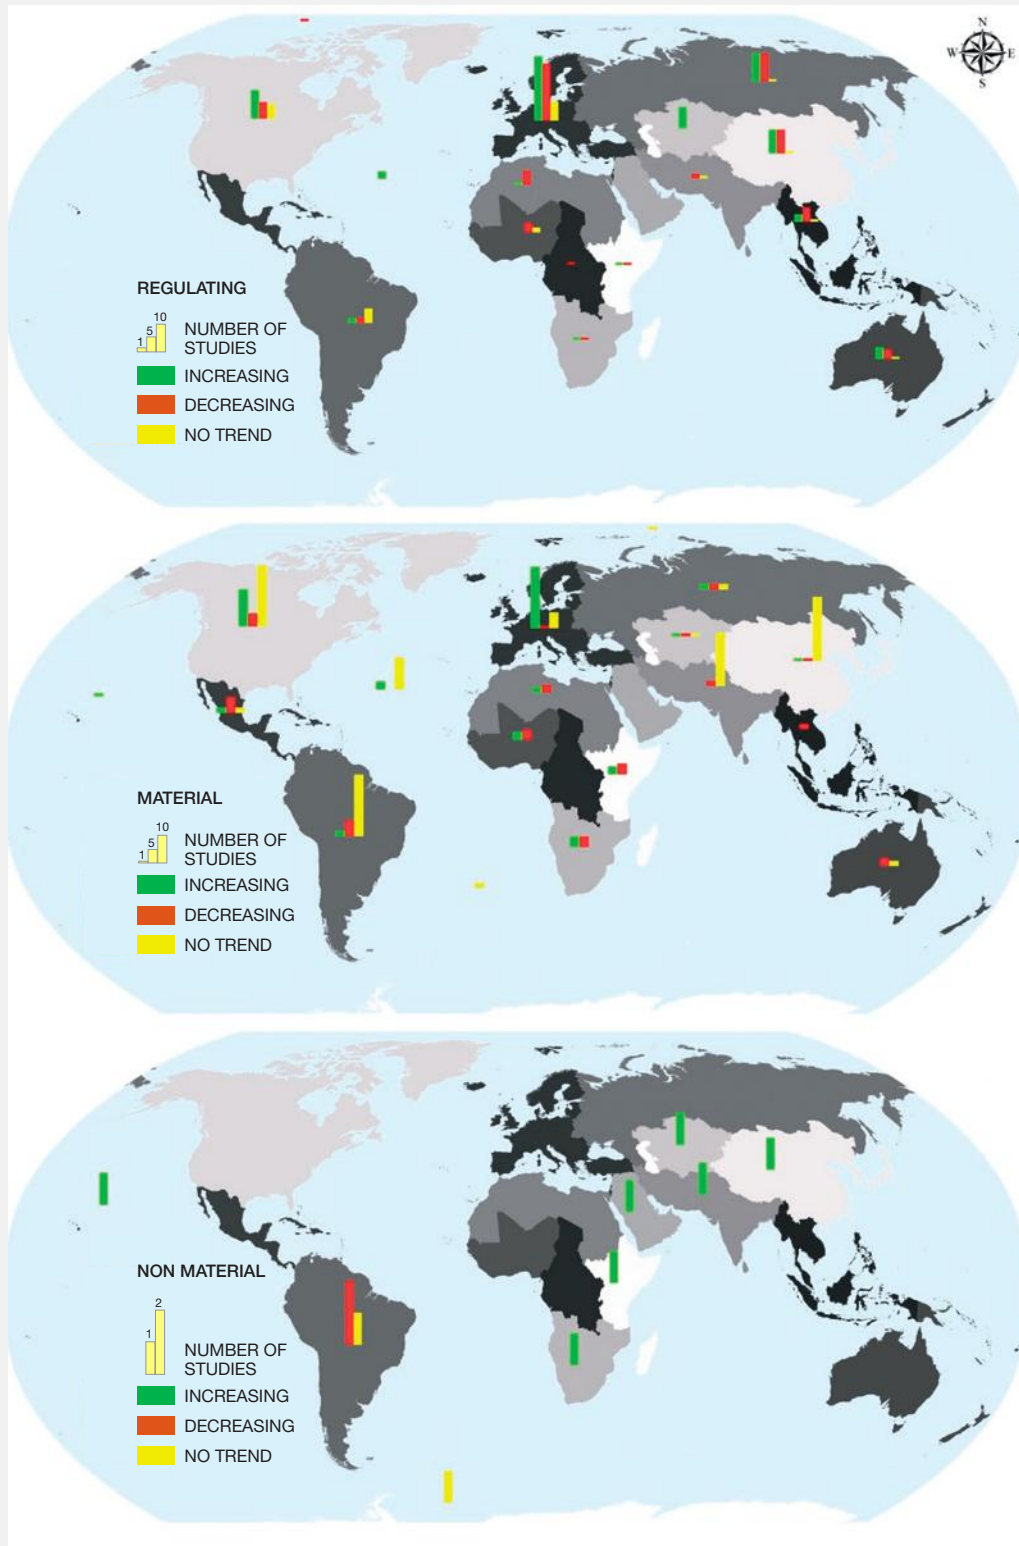 N
W E
S
REGULATING
1 5 10
NUMBER OF
STUDIES
INCREASING
DECREASING
NO TREND
MATERIAL
1 5 10
NUMBER OF
STUDIES
INCREASING
DECREASING
NO TREND
NON MATERIAL
1 2
NUMBER OF
STUDIES
INCREASING
DECREASING
NO TREND